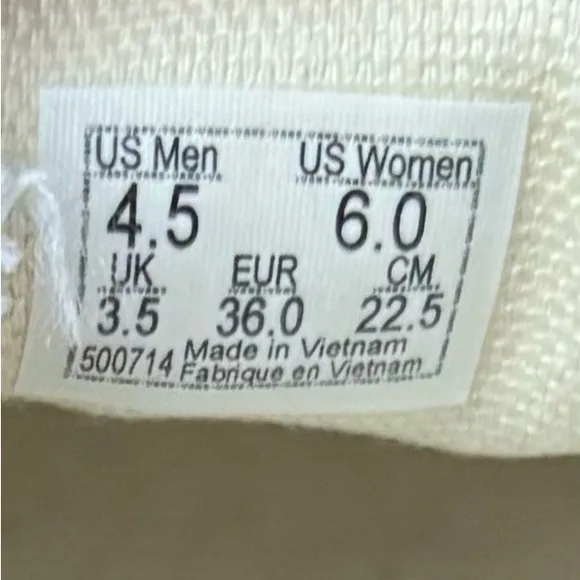 US Men US Women
4.5 6.0
UK EUR CM
3.5 36.0 22.5
500714 Made in Vietnam
Fabrique en Vietnam